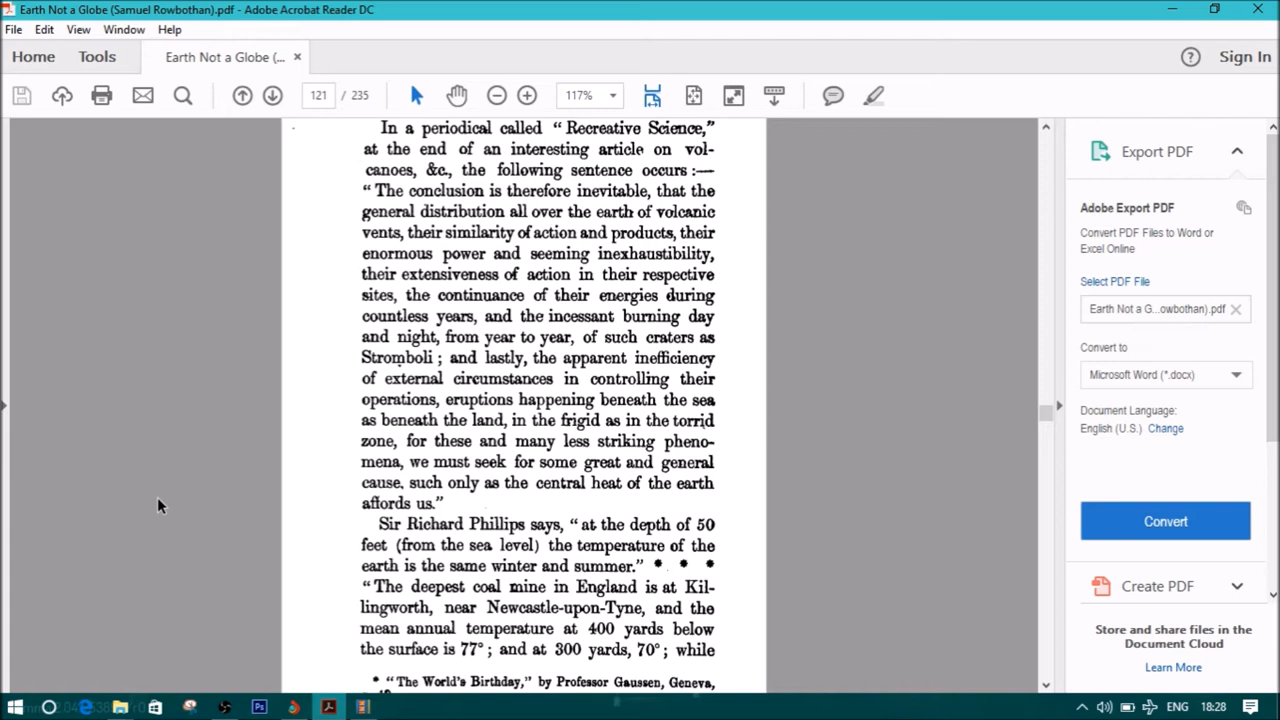 Earth Not a Globe (Samuel Rowbothan).pdf - Adobe Acrobat Reader DC
File Edit View Window Help
Home Tools Earth Not a Globe (... × Sign In
121 / 235 117%
In a periodical called “ Recreative Science,”
at the end of an interesting article on vol-
canoes, &c., the following sentence occurs :—
“ The conclusion is therefore inevitable, that the
general distribution all over the earth of volcanic
vents, their similarity of action and products, their
enormous power and seeming inexhaustibility,
their extensiveness of action in their respective
sites, the continuance of their energies during
countless years, and the incessant burning day
and night, from year to year, of such craters as
Stromboli ; and lastly, the apparent inefficiency
of external circumstances in controlling their
operations, eruptions happening beneath the sea
as beneath the land, in the frigid as in the torrid
zone, for these and many less striking pheno-
mena, we must seek for some great and general
cause, such only as the central heat of the earth
affords us.”
Sir Richard Phillips says, “ at the depth of 50
feet (from the sea level) the temperature of the
earth is the same winter and summer.” * * *
“ The deepest coal mine in England is at Kil-
lingworth, near Newcastle-upon-Tyne, and the
mean annual temperature at 400 yards below
the surface is 77° ; and at 300 yards, 70° ; while
* “ The World's Birthday,” by Professor Gaussen, Geneva,
Export PDF
Adobe Export PDF
Convert PDF Files to Word or
Excel Online
Select PDF File
Earth Not a G...owbothan).pdf
Convert to
Microsoft Word (*.docx)
Document Language:
English (U.S.) Change
Convert
Create PDF
Store and share files in the
Document Cloud
Learn More
ENG 18:28